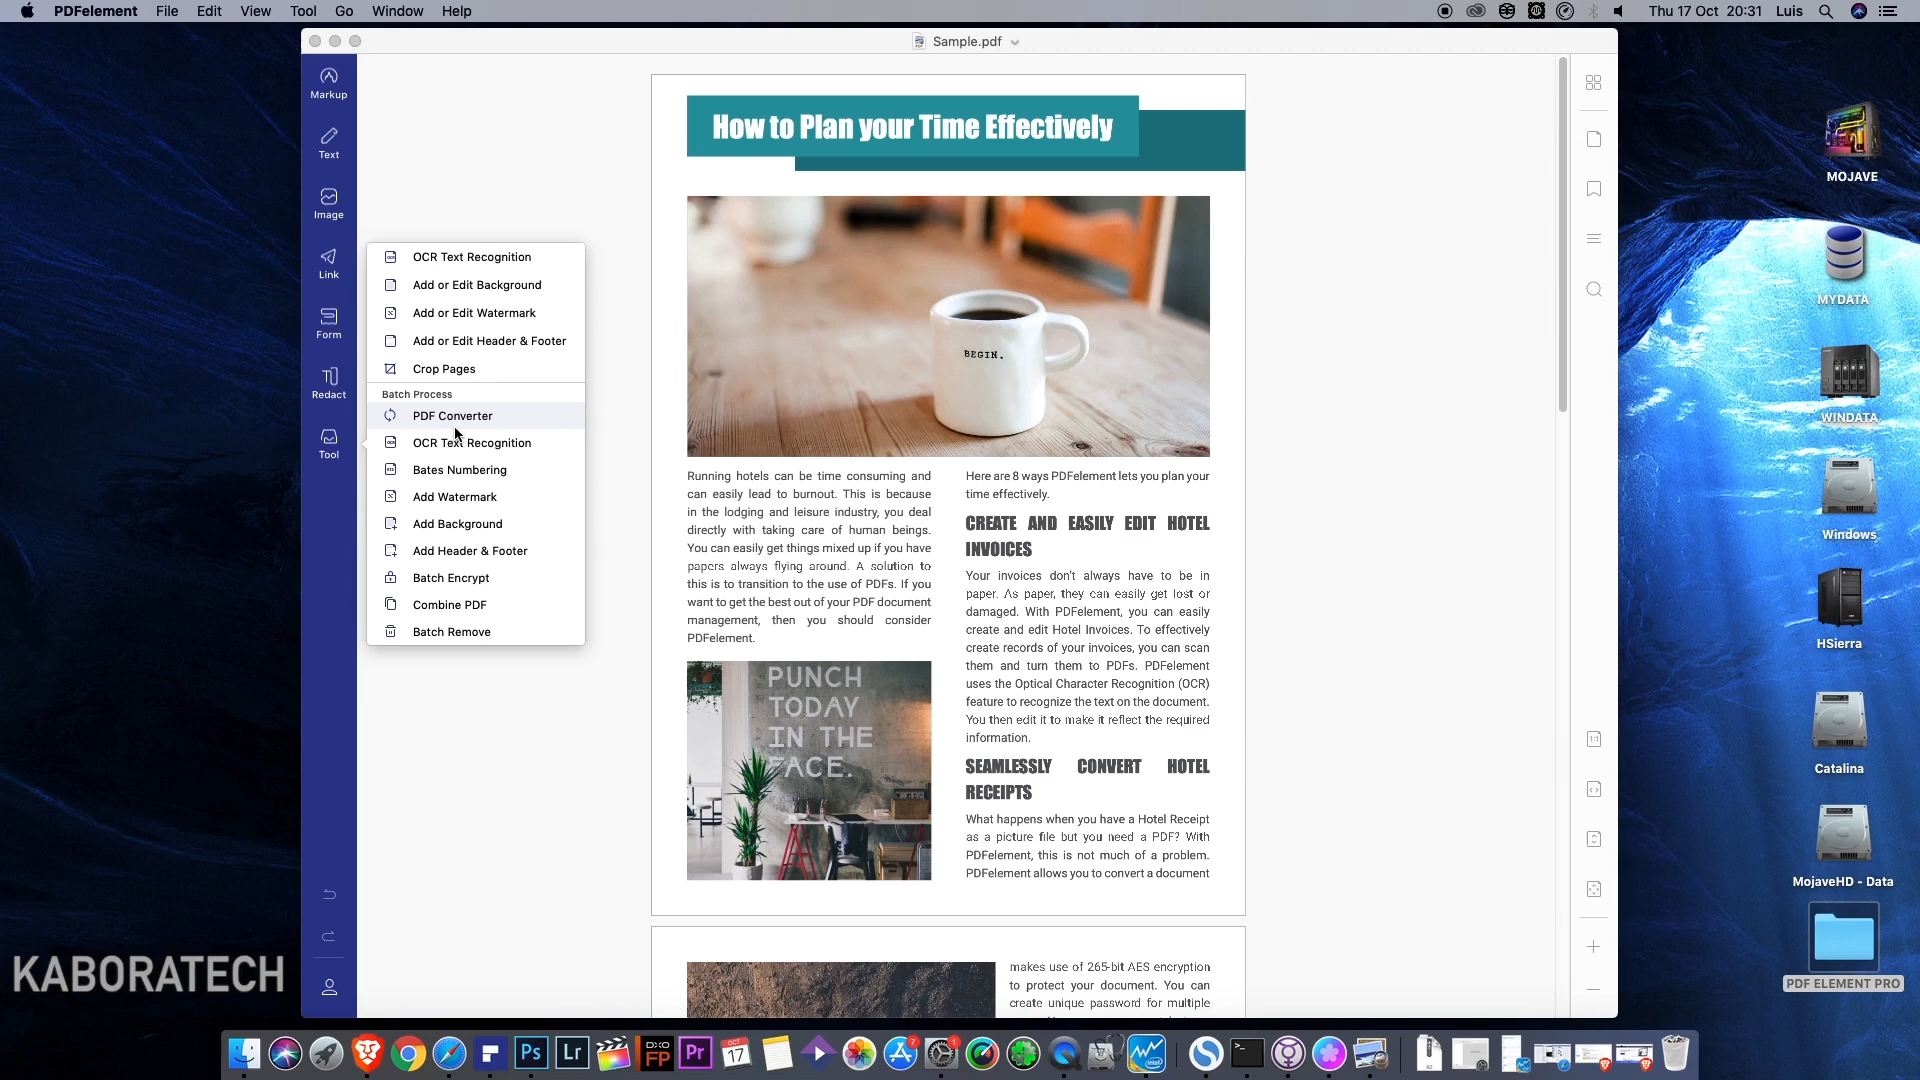 PDFelement File Edit View Tool Go Window Help
Thu 17 Oct 20:31 Luis
Sample.pdf
Markup
Text
Image
Link
Form
Redact
Tool
OCR Text Recognition
Add or Edit Background
Add or Edit Watermark
Add or Edit Header & Footer
Crop Pages
Batch Process
PDF Converter
OCR Text Recognition
Bates Numbering
Add Watermark
Add Background
Add Header & Footer
Batch Encrypt
Combine PDF
Batch Remove
How to Plan your Time Effectively
BEGIN.
Running hotels can be time consuming and
can easily lead to burnout. This is because
in the lodging and leisure industry, you deal
directly with taking care of human beings.
You can easily get things mixed up if you have
papers always flying around. A solution to
this is to transition to the use of PDFs. If you
want to get the best out of your PDF document
management, then you should consider
PDFelement.
PUNCH
TODAY
IN THE
FACE.
Here are 8 ways PDFelement lets you plan your
time effectively.
CREATE AND EASILY EDIT HOTEL
INVOICES
Your invoices don't always have to be in
paper. As paper, they can easily get lost or
damaged. With PDFelement, you can easily
create and edit Hotel Invoices. To effectively
create records of your invoices, you can scan
them and turn them to PDFs. PDFelement
uses the Optical Character Recognition (OCR)
feature to recognize the text on the document.
You then edit it to make it reflect the required
information.
SEAMLESSLY CONVERT HOTEL
RECEIPTS
What happens when you have a Hotel Receipt
as a picture file but you need a PDF? With
PDFelement, this is not much of a problem.
PDFelement allows you to convert a document
makes use of 265-bit AES encryption
to protect your document. You can
create unique password for multiple
MOJAVE
MYDATA
WINDATA
Windows
HSierra
Catalina
MojaveHD - Data
PDF ELEMENT PRO
KABORATECH
Ps
Lr
DXO
FP
Pr
OCT
17
7
1
intel